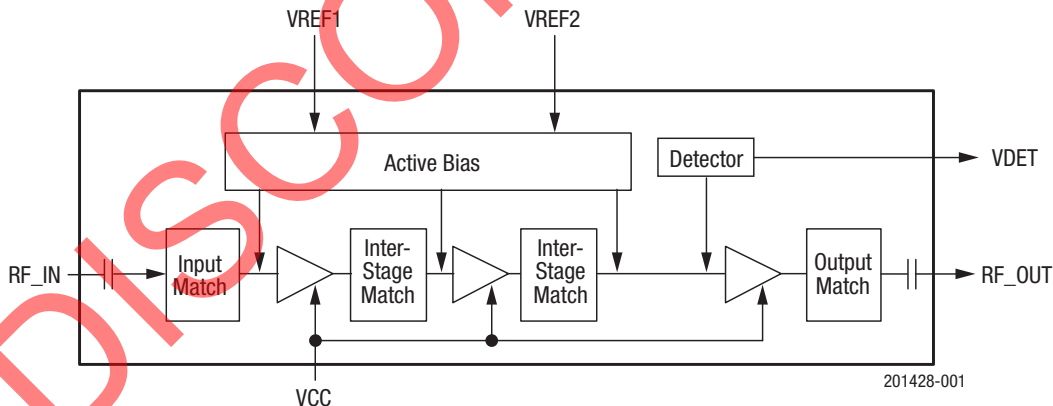 VREF1
VREF2
Active Bias
Detector
VDET
RF_IN
Input
Match
Inter-
Stage
Match
Inter-
Stage
Match
Output
Match
RF_OUT
VCC
201428-001
DISCO